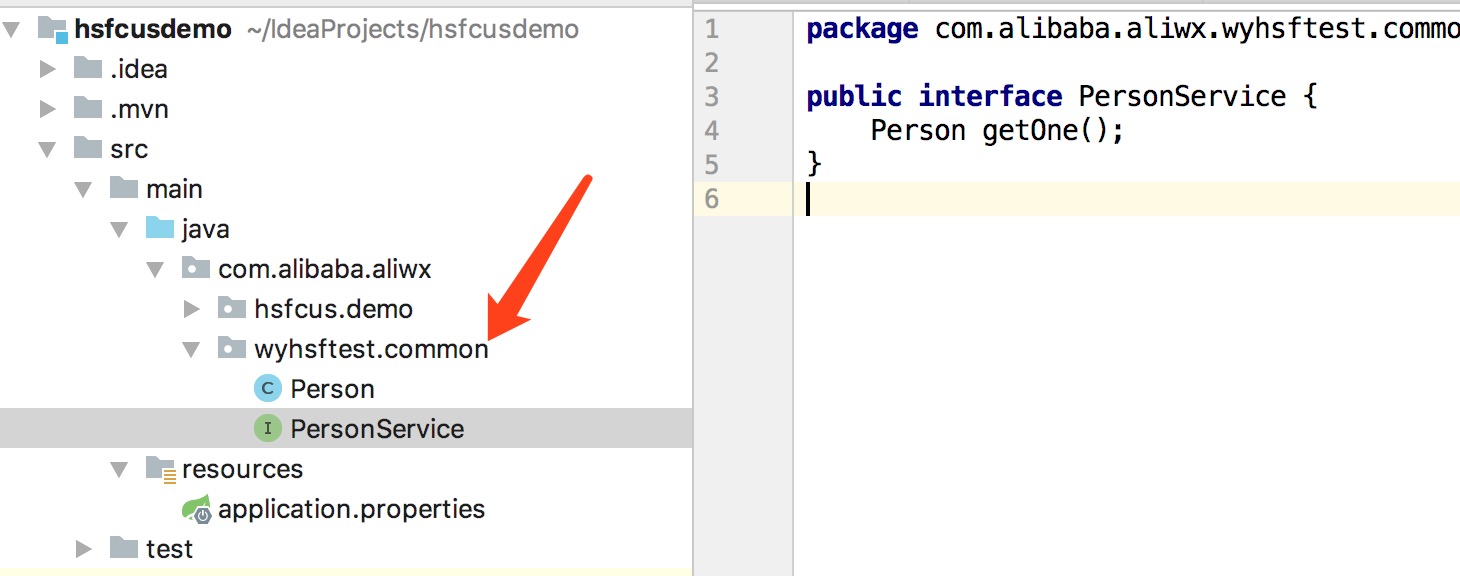 hsfcusdemo ~/IdeaProjects/hsfcusdemo
.idea
.mvn
src
main
java
com.alibaba.aliwx
hsfcus.demo
wyhsftest.common
C Person
I PersonService
resources
application.properties
test
1 package com.alibaba.aliwx.wyhsftest.commo
2
3 public interface PersonService {
4 Person getOne();
5 }
6